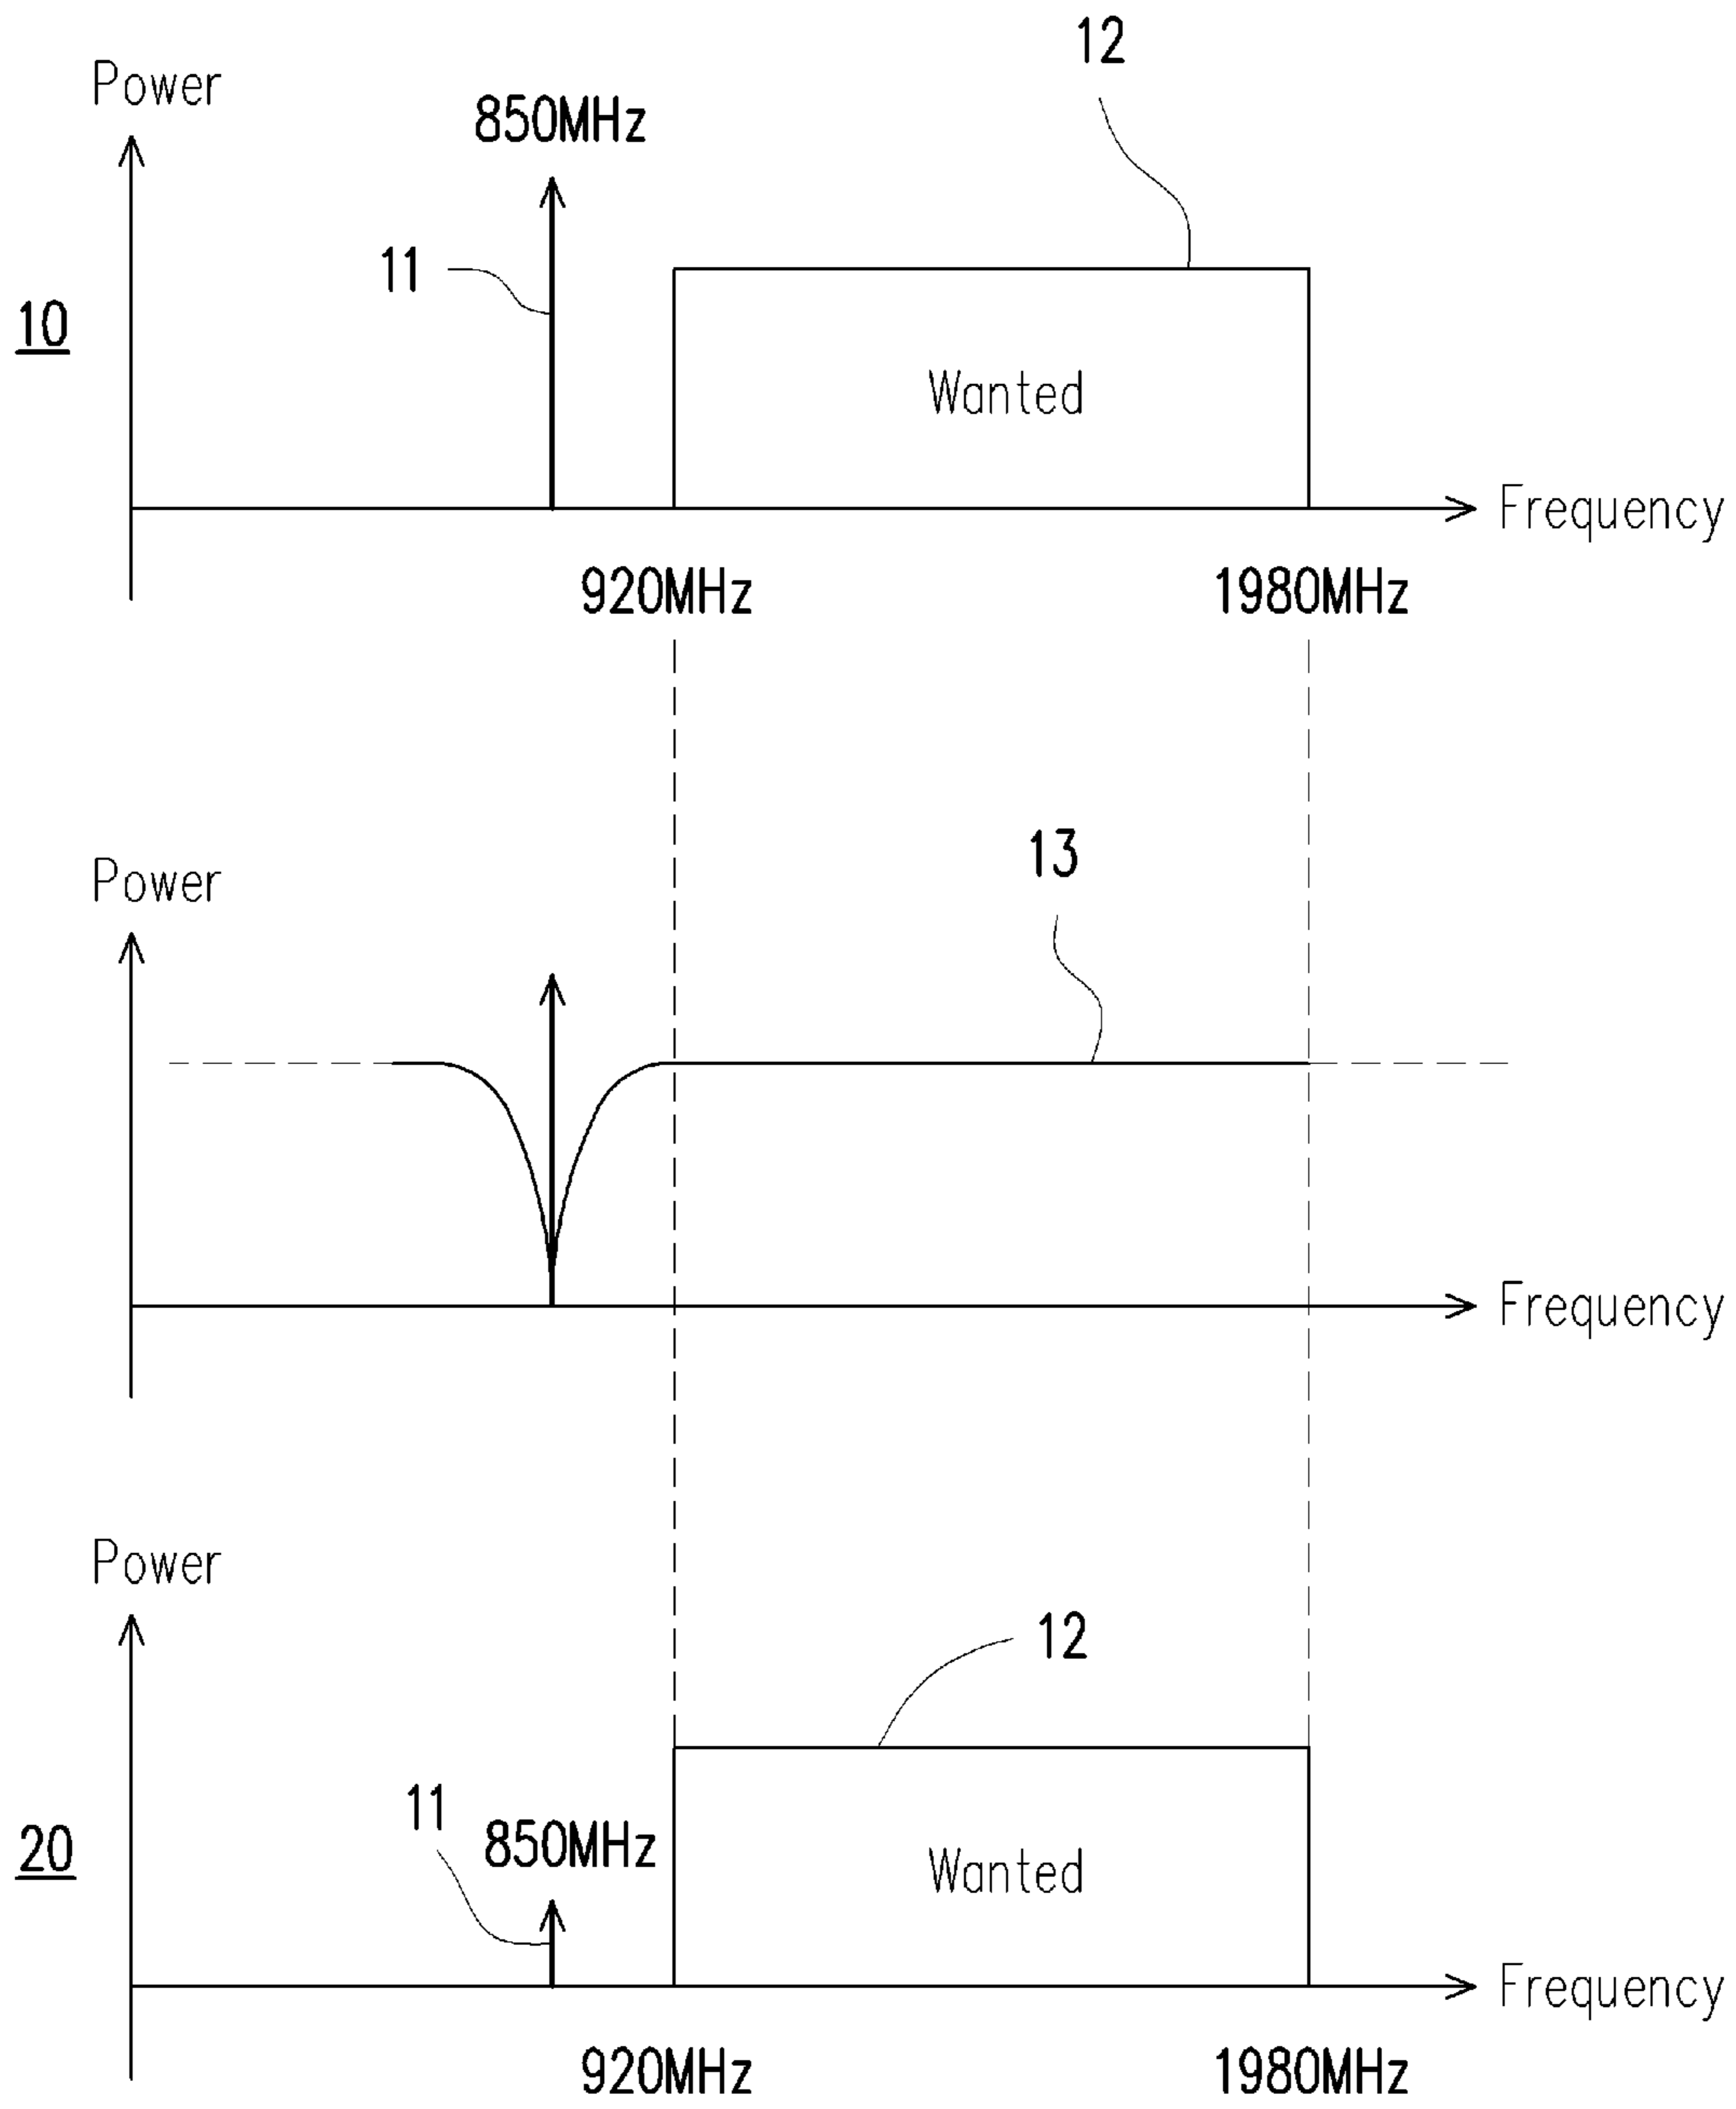 12
Power
850MHz
11
10
Wanted
Frequency
920MHz 1980MHz
13
Power
Frequency
Power
12
11
850MHz
20
Wanted
Frequency
920MHz 1980MHz